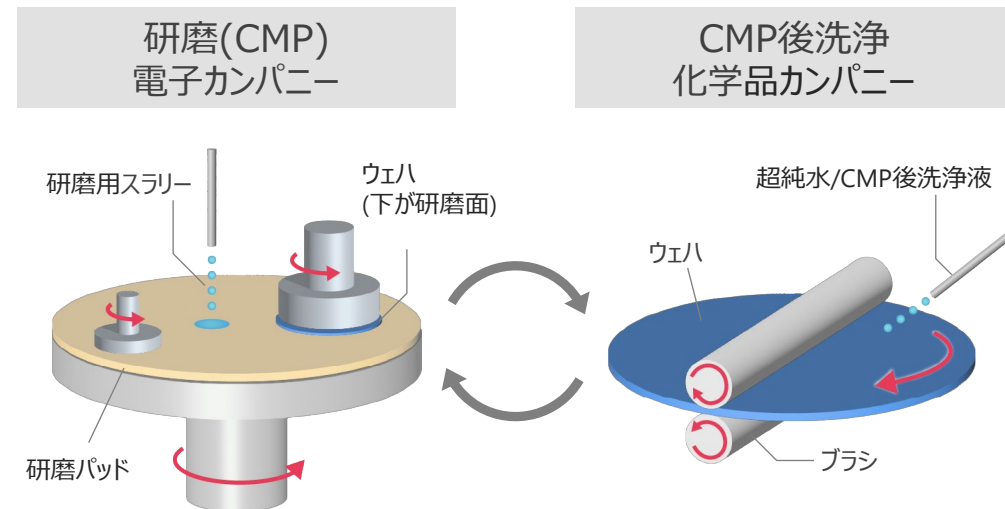 研磨(CMP)
電子カンパニー
CMP後洗浄
化学品カンパニー
研磨用スラリー
ウェハ
(下が研磨面)
研磨パッド
超純水/CMP後洗浄液
ウェハ
ブラシ